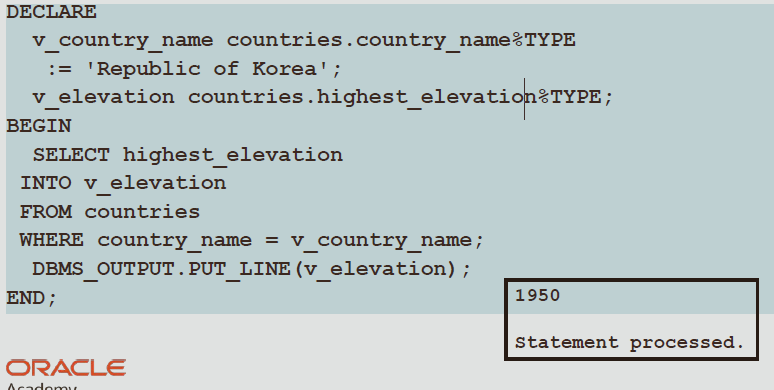 DECLARE
v_country_name countries.country_name%TYPE
:= 'Republic of Korea';
v_elevation countries.highest_elevation%TYPE;
BEGIN
SELECT highest_elevation
INTO v_elevation
FROM countries
WHERE country_name = v_country_name;
DBMS_OUTPUT.PUT_LINE(v_elevation);
END;
1950
Statement processed.
ORACLE
Academy